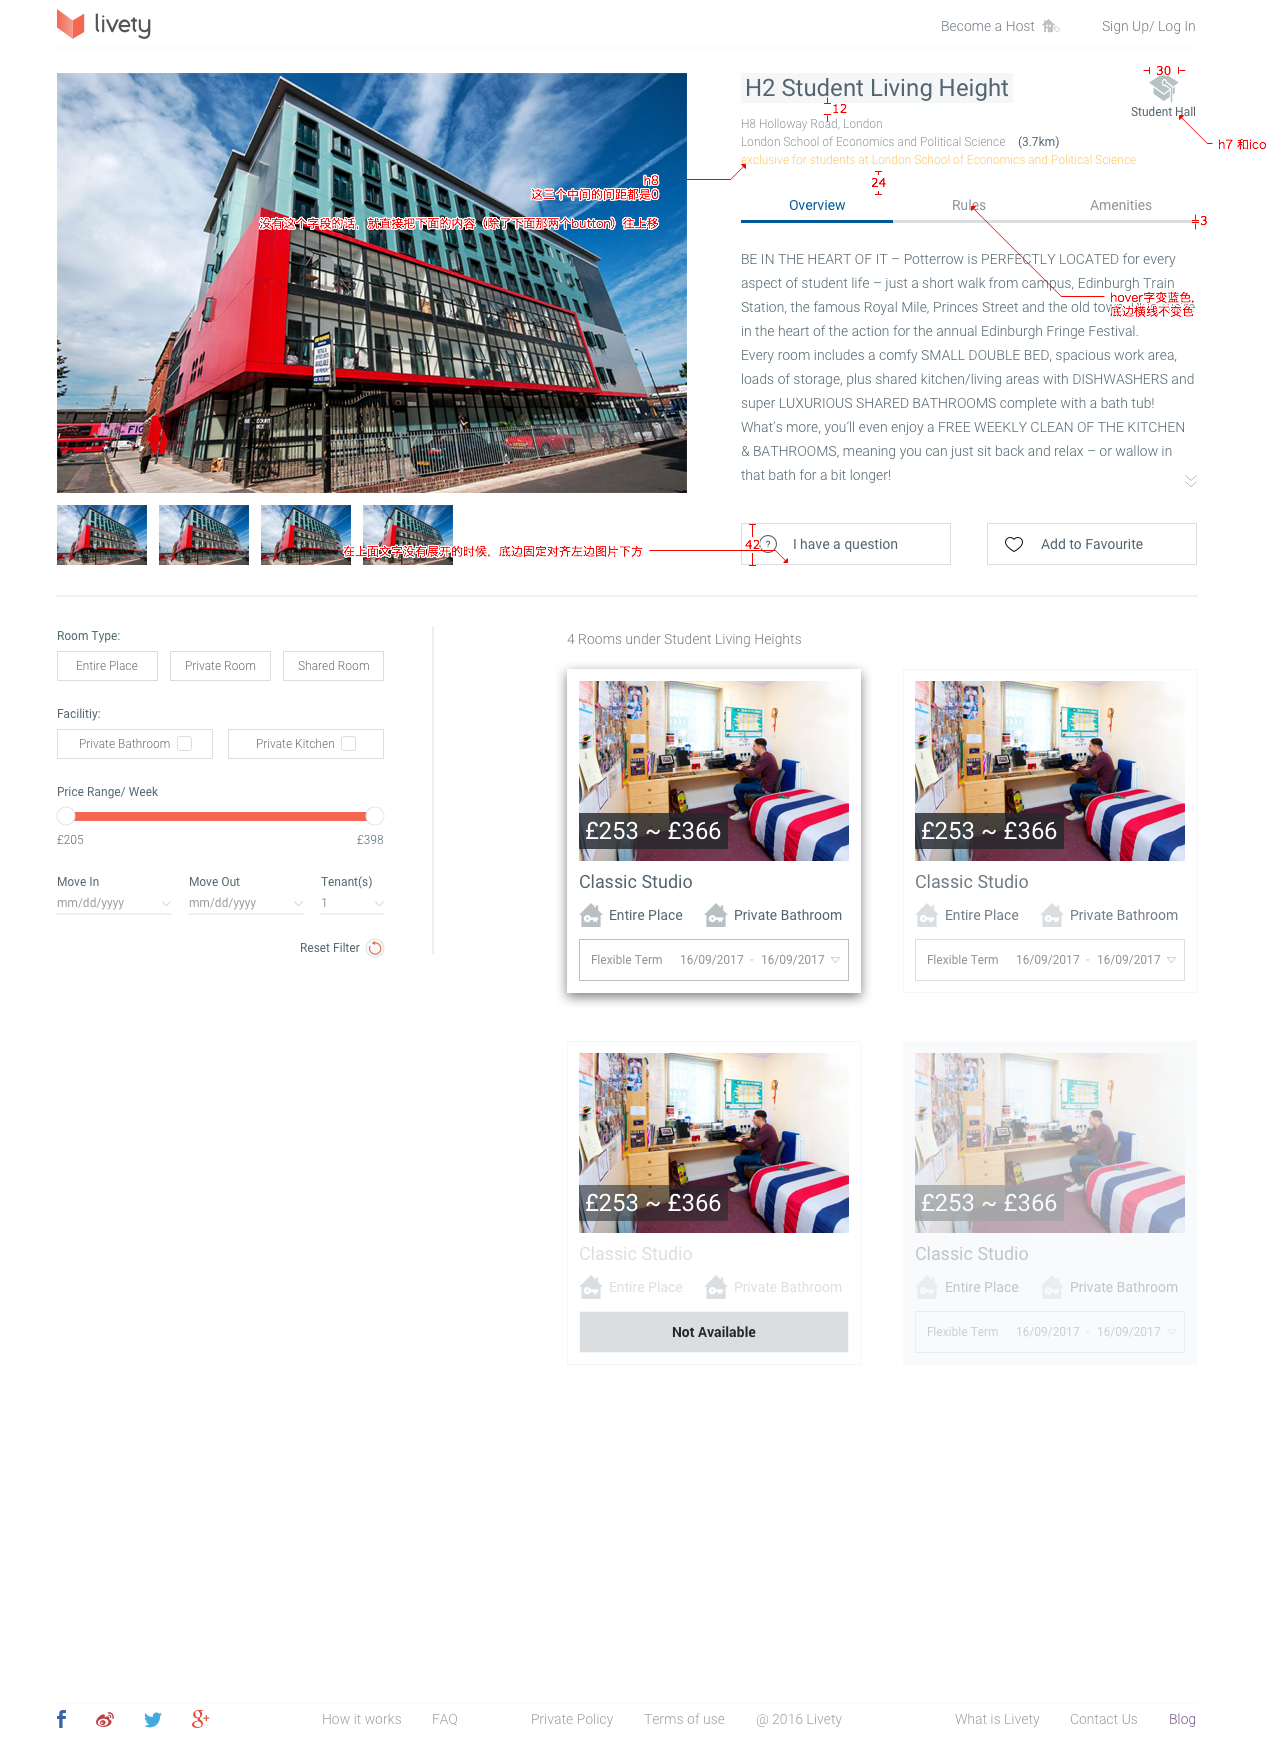 livety
Become a Host
Sign Up/ Log In
H2 Student Living Height
30
Student Hall
12
h7 和ico
H8 Holloway Road, London
London School of Economics and Political Science (3.7km)
exclusive for students at London School of Economics and Political Science
h8
这三个中间的间距都是0
没有这个字段的话，就直接把下面的内容（除了下面那两个button）往上移
24
Overview
Rules
Amenities
3
BE IN THE HEART OF IT – Potterrow is PERFECTLY LOCATED for every
aspect of student life – just a short walk from campus, Edinburgh Train
Station, the famous Royal Mile, Princes Street and the old
in the heart of the action for the annual Edinburgh Fringe Festival.
hover字变蓝色,
底边横线不变色
Every room includes a comfy SMALL DOUBLE BED, spacious work area,
loads of storage, plus shared kitchen/living areas with DISHWASHERS and
super LUXURIOUS SHARED BATHROOMS complete with a bath tub!
What's more, you'll even enjoy a FREE WEEKLY CLEAN OF THE KITCHEN
& BATHROOMS, meaning you can just sit back and relax – or wallow in
that bath for a bit longer!
在上面文字没有展开的时候，底边固定对齐左边图片下方
42
?
I have a question
Add to Favourite
Room Type:
Entire Place
Private Room
Shared Room
Facilitiy:
Private Bathroom
Private Kitchen
Price Range/ Week
£205
£398
Move In
Move Out
Tenant(s)
mm/dd/yyyy
mm/dd/yyyy
1
Reset Filter
4 Rooms under Student Living Heights
£253 ~ £366
Classic Studio
Entire Place
Private Bathroom
Flexible Term 16/09/2017 - 16/09/2017
£253 ~ £366
Classic Studio
Entire Place
Private Bathroom
Flexible Term 16/09/2017 - 16/09/2017
£253 ~ £366
Classic Studio
Entire Place
Private Bathroom
Not Available
£253 ~ £366
Classic Studio
Entire Place
Private Bathroom
Flexible Term 16/09/2017 - 16/09/2017
How it works
FAQ
Private Policy
Terms of use
@ 2016 Livety
What is Livety
Contact Us
Blog